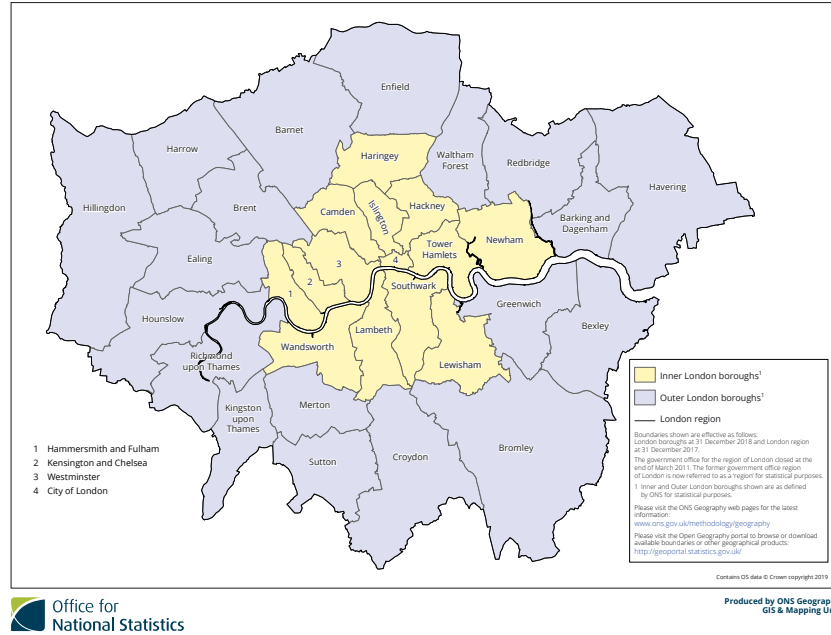 Enfield
Barnet
Harrow
Haringey
Waltham
Forest
Redbridge
Havering
Hillingdon
Brent
Camden
Islington
Hackney
Barking and
Dagenham
Ealing
Tower
Hamlets
Newham
1
2
3
4
Southwark
Greenwich
Hounslow
Bexley
Wandsworth
Lambeth
Richmond
upon Thames
Lewisham
Kingston
upon
Thames
Merton
Sutton
Croydon
Bromley
1 Hammersmith and Fulham
2 Kensington and Chelsea
3 Westminster
4 City of London
Inner London boroughs¹
Outer London boroughs¹
London region
Boundaries shown are effective as follows:
London boroughs at 31 December 2018 and London region
at 31 December 2017.
The government office for the region of London closed at the
end of March 2011. The former government office region
of London is now referred to as a 'region' for statistical purposes.
1 Inner and Outer London boroughs shown are as defined
by ONS for statistical purposes.
Please visit the ONS Geography web pages for the latest
information:
www.ons.gov.uk/methodology/geography
Please visit the Open Geography portal to browse or download
available boundaries or other geographical products:
http://geoportal.statistics.gov.uk/
Contains OS data © Crown copyright 2019
Office for
National Statistics
Produced by ONS Geograp
GIS & Mapping Un